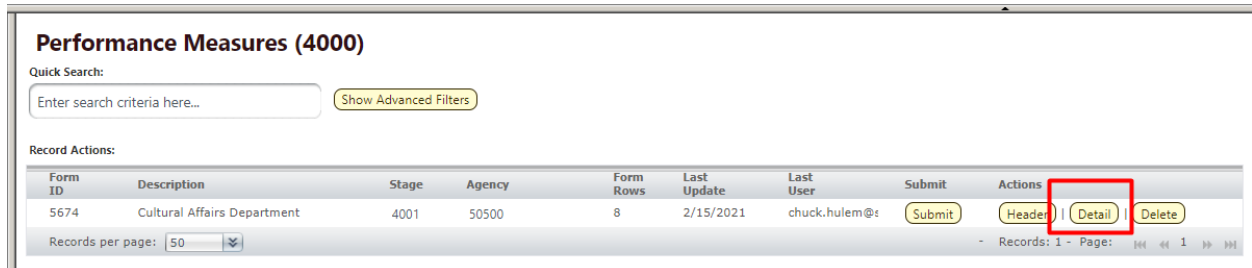 Performance Measures (4000)
Quick Search:
Enter search criteria here... Show Advanced Filters
Record Actions:
Form ID Description Stage Agency Form Rows Last Update Last User Submit Actions
5674 Cultural Affairs Department 4001 50500 8 2/15/2021 chuck.hulem@s Submit Header | Detail | Delete
Records per page: 50 - Records: 1 - Page: 1